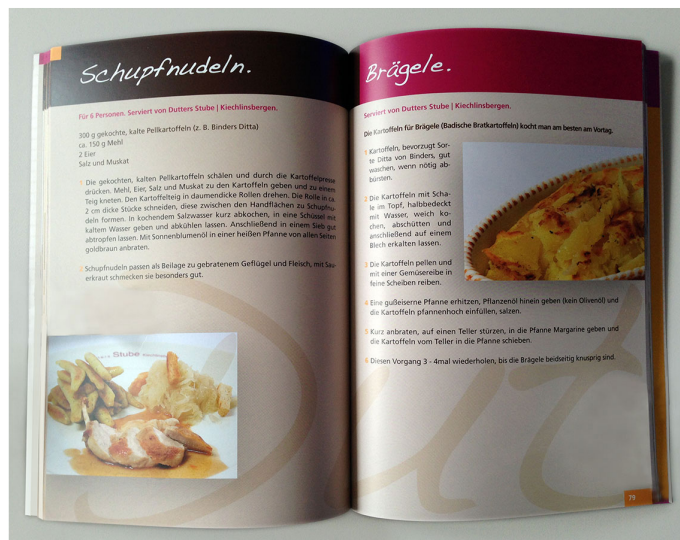 Schupfnudeln.
Für 6 Personen. Serviert von Dutters Stube | Kiechlinsbergen.
300 g gekochte, kalte Pellkartoffeln (z. B. Binders Ditta)
ca. 150 g Mehl
2 Eier
Salz und Muskat
1 Die gekochten, kalten Pellkartoffeln schälen und durch die Kartoffelpresse
drücken. Mehl, Eier, Salz und Muskat zu den Kartoffeln geben und zu einem
Teig kneten. Den Kartoffelteig in daumendicke Rollen drehen. Die Rolle in ca.
2 cm dicke Stücke schneiden, diese zwischen den Handflächen zu Schupfnu-
deln formen. In kochendem Salzwasser kurz abkochen, in eine Schüssel mit
kaltem Wasser geben und abkühlen lassen. Anschließend in einem Sieb gut
abtropfen lassen. Mit Sonnenblumenöl in einer heißen Pfanne von allen Seiten
goldbraun anbraten.
2 Schupfnudeln passen als Beilage zu gebratenem Geflügel und Fleisch, mit Sau-
erkraut schmecken sie besonders gut.
Stube
Brägele.
Serviert von Dutters Stube | Kiechlinsbergen.
Die Kartoffeln für Brägele (Badische Bratkartoffeln) kocht man am besten am Vortag.
1 Kartoffeln, bevorzugt Sor-
te Ditta von Binders, gut
waschen, wenn nötig ab-
bürsten.
2 Die Kartoffeln mit Scha-
le im Topf, halbbedeckt
mit Wasser, weich ko-
chen, abschütten und
anschließend auf einem
Blech erkalten lassen.
3 Die Kartoffeln pellen und
mit einer Gemüsereibe in
feine Scheiben reiben.
4 Eine gußeiserne Pfanne erhitzen, Pflanzenöl hinein geben (kein Olivenöl) und
die Kartoffeln pfannenhoch einfüllen, salzen.
5 Kurz anbraten, auf einen Teller stürzen, in die Pfanne Margarine geben und
die Kartoffeln vom Teller in die Pfanne schieben.
6 Diesen Vorgang 3 - 4mal wiederholen, bis die Brägele beidseitig knusprig sind.
Dut
79